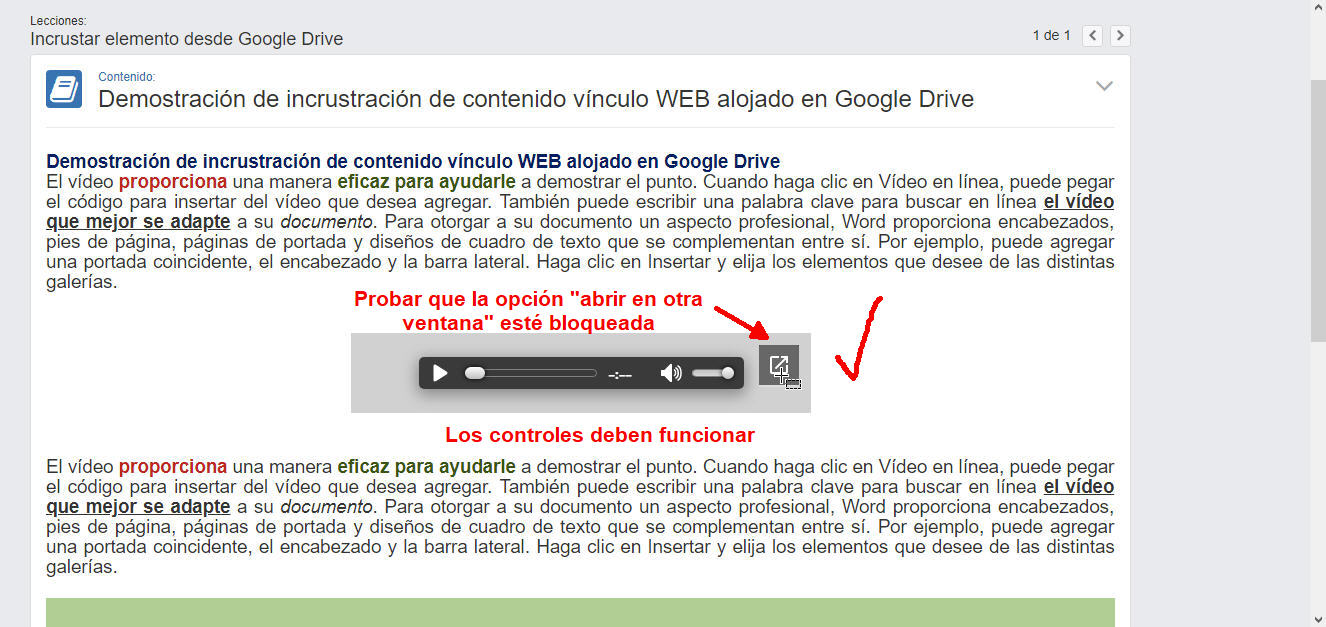 Lecciones:
Incrustar elemento desde Google Drive
1 de 1
Contenido:
Demostración de incrustración de contenido vínculo WEB alojado en Google Drive
Demostración de incrustración de contenido vínculo WEB alojado en Google Drive
El vídeo proporciona una manera eficaz para ayudarle a demostrar el punto. Cuando haga clic en Vídeo en línea, puede pegar
el código para insertar del vídeo que desea agregar. También puede escribir una palabra clave para buscar en línea el vídeo
que mejor se adapte a su documento. Para otorgar a su documento un aspecto profesional, Word proporciona encabezados,
pies de página, páginas de portada y diseños de cuadro de texto que se complementan entre sí. Por ejemplo, puede agregar
una portada coincidente, el encabezado y la barra lateral. Haga clic en Insertar y elija los elementos que desee de las distintas
galerías.
Probar que la opción "abrir en otra
ventana" esté bloqueada
-:--
Los controles deben funcionar
El vídeo proporciona una manera eficaz para ayudarle a demostrar el punto. Cuando haga clic en Vídeo en línea, puede pegar
el código para insertar del vídeo que desea agregar. También puede escribir una palabra clave para buscar en línea el vídeo
que mejor se adapte a su documento. Para otorgar a su documento un aspecto profesional, Word proporciona encabezados,
pies de página, páginas de portada y diseños de cuadro de texto que se complementan entre sí. Por ejemplo, puede agregar
una portada coincidente, el encabezado y la barra lateral. Haga clic en Insertar y elija los elementos que desee de las distintas
galerías.